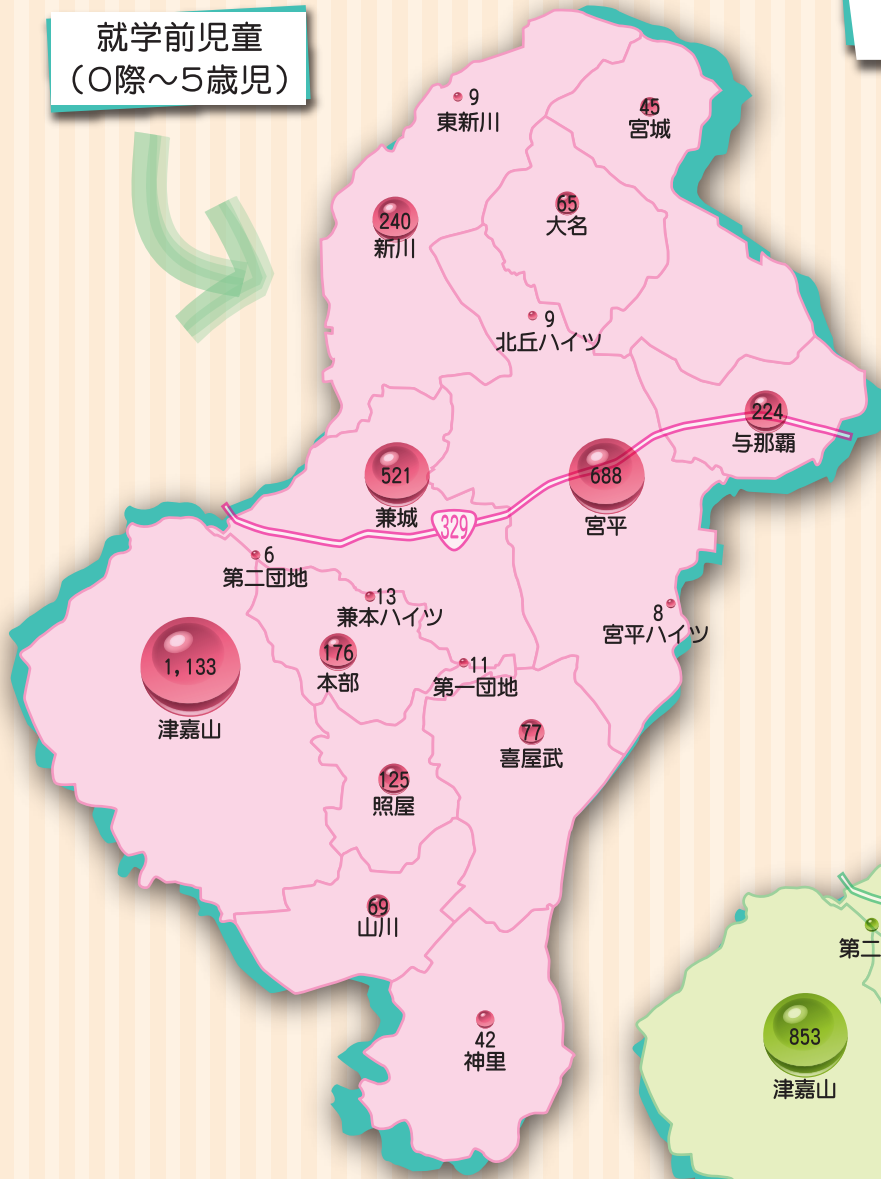 就学前児童
（０際～５歳児）
9
東新川
45
宮城
240
新川
65
大名
9
北丘ハイツ
224
与那覇
521
兼城
688
宮平
329
6
第二団地
13
兼本ハイツ
8
宮平ハイツ
1,133
津嘉山
176
本部
11
第一団地
77
喜屋武
125
照屋
69
山川
42
神里
第二
853
津嘉山